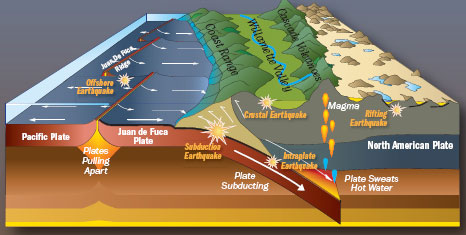 Juan De Fuca
Ridge
Offshore
Earthquake
Coast Range
Willamette Valley
Cascade Volcanoes
Magma
Rifting
Earthquake
Crustal Earthquake
Pacific Plate
Juan de Fuca
Plate
North American Plate
Subduction
Earthquake
Intraplate
Earthquake
Plates
Pulling
Apart
Plate
Subducting
Plate Sweats
Hot Water